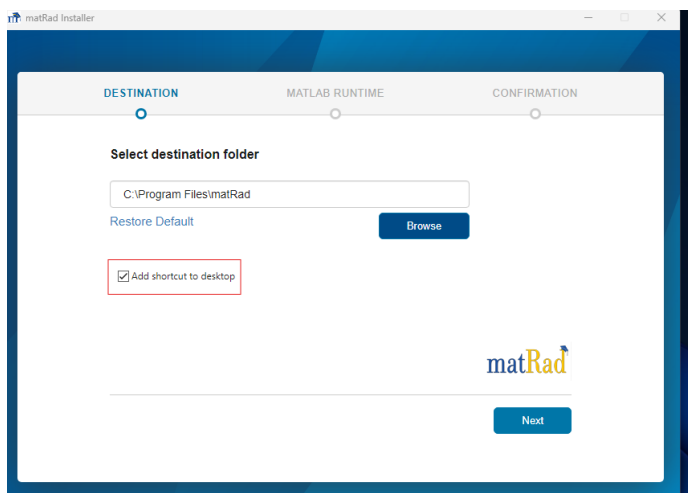 matRad Installer
DESTINATION
MATLAB RUNTIME
CONFIRMATION
Select destination folder
C:\Program Files\matRad
Restore Default
Browse
Add shortcut to desktop
matRad
Next